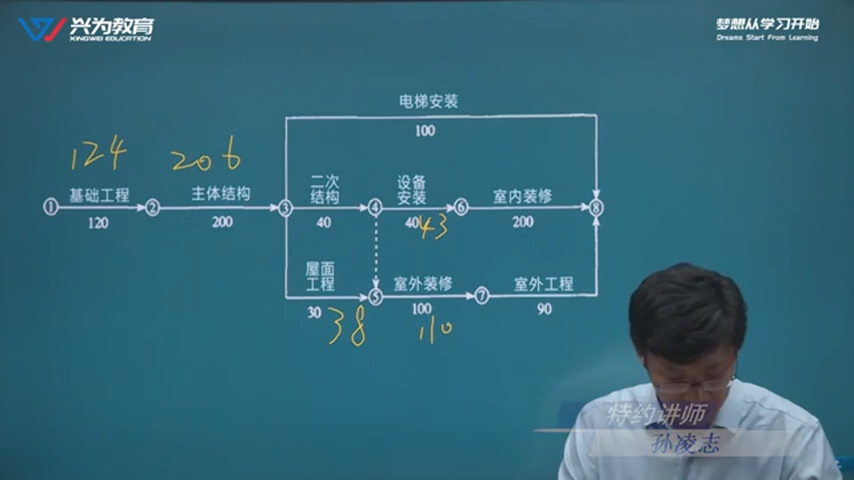 兴为教育
XINGWEI EDUCATION
梦想从学习开始
Dreams Start From Learning
电梯安装
100
124
206
① 基础工程 ② 主体结构 ③ 二次结构 ④ 设备安装 ⑥ 室内装修 ⑧
120 200 40 40 43 200
屋面工程 ⑤ 室外装修 ⑦ 室外工程
30 38 100 110 90
特约讲师
孙凌志